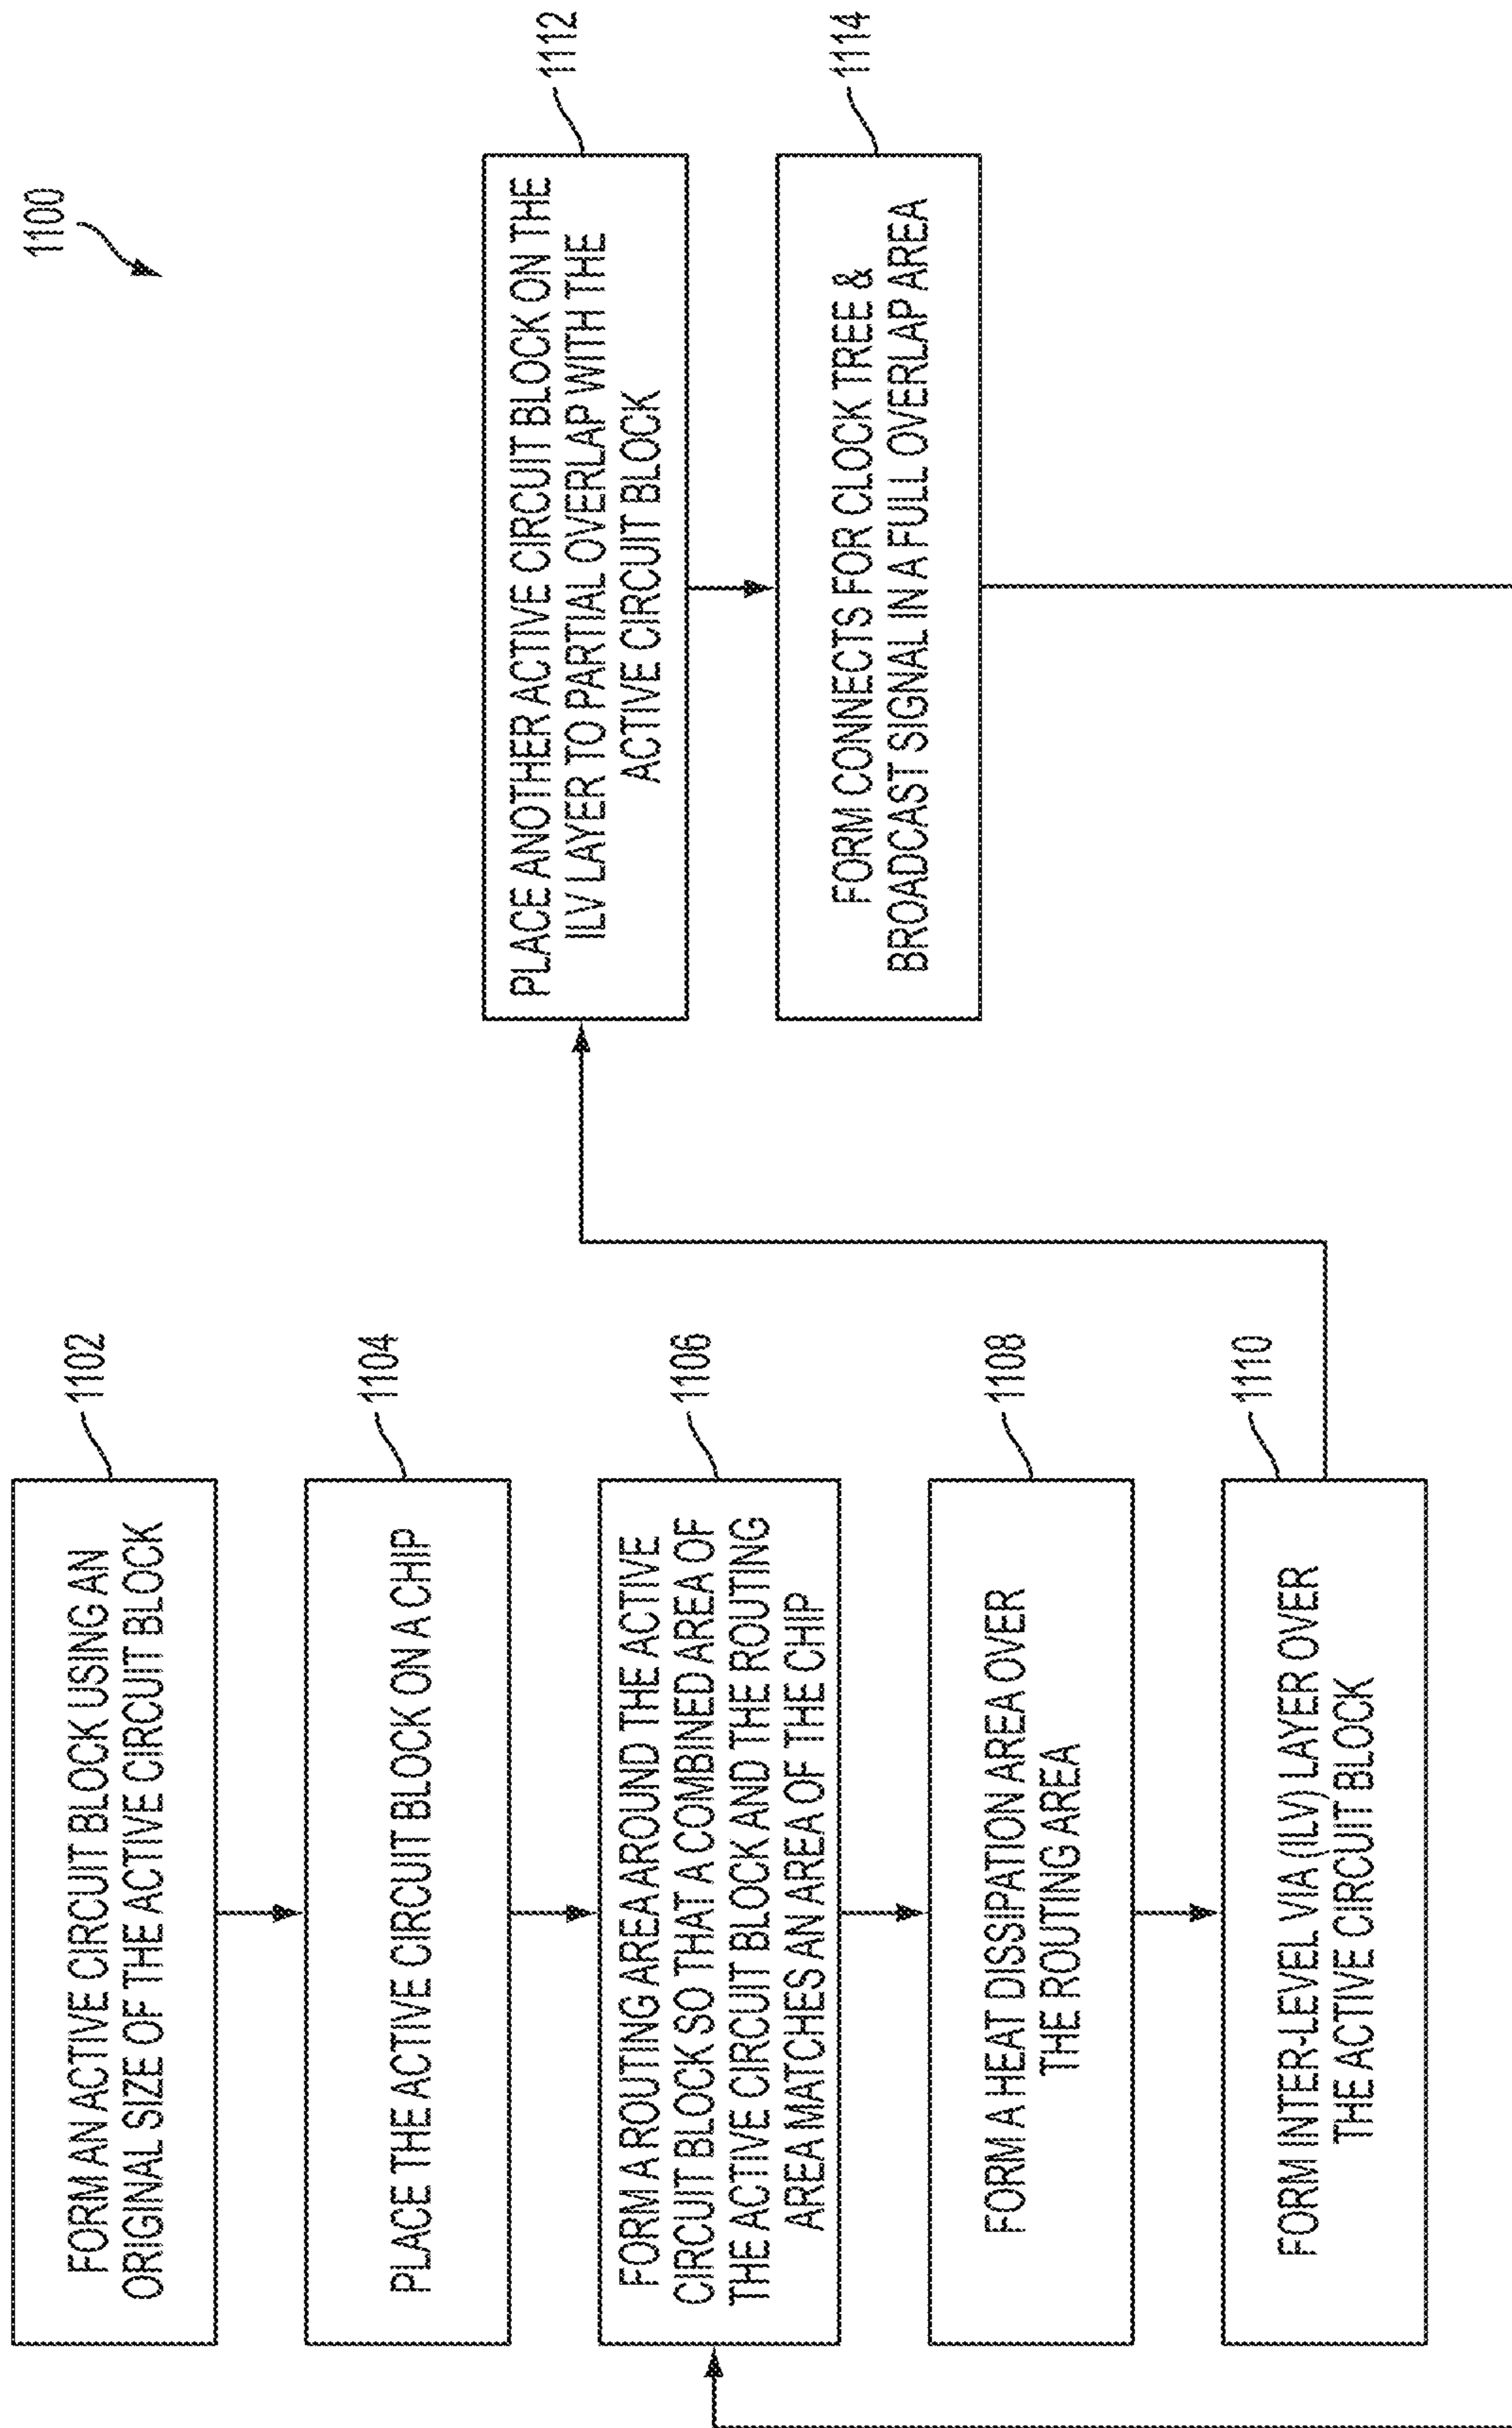 1100
1102
FORM AN ACTIVE CIRCUIT BLOCK USING AN
ORIGINAL SIZE OF THE ACTIVE CIRCUIT BLOCK
1104
PLACE THE ACTIVE CIRCUIT BLOCK ON A CHIP
1106
FORM A ROUTING AREA AROUND THE ACTIVE
CIRCUIT BLOCK SO THAT A COMBINED AREA OF
THE ACTIVE CIRCUIT BLOCK AND THE ROUTING
AREA MATCHES AN AREA OF THE CHIP
1108
FORM A HEAT DISSIPATION AREA OVER
THE ROUTING AREA
1110
FORM INTER-LEVEL VIA (ILV) LAYER OVER
THE ACTIVE CIRCUIT BLOCK
1112
PLACE ANOTHER ACTIVE CIRCUIT BLOCK ON THE
ILV LAYER TO PARTIAL OVERLAP WITH THE
ACTIVE CIRCUIT BLOCK
1114
FORM CONNECTS FOR CLOCK TREE &
BROADCAST SIGNAL IN A FULL OVERLAP AREA